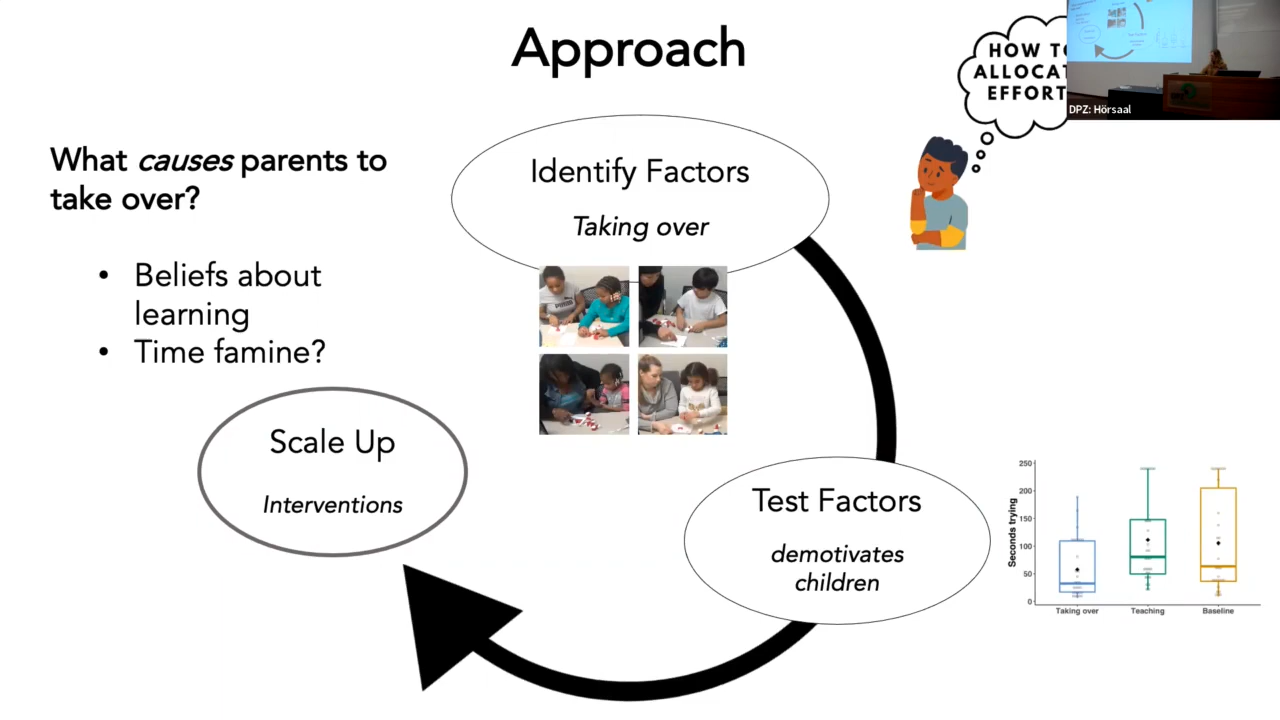 Approach
HOW TO
ALLOCAT
EFFORT
DPZ: Hörsaal
What causes parents to
take over?
• Beliefs about
learning
• Time famine?
Identify Factors
Taking over
Scale Up
Interventions
Test Factors
demotivates
children
Seconds trying
250
200
150
100
50
0
Taking over
Teaching
Baseline